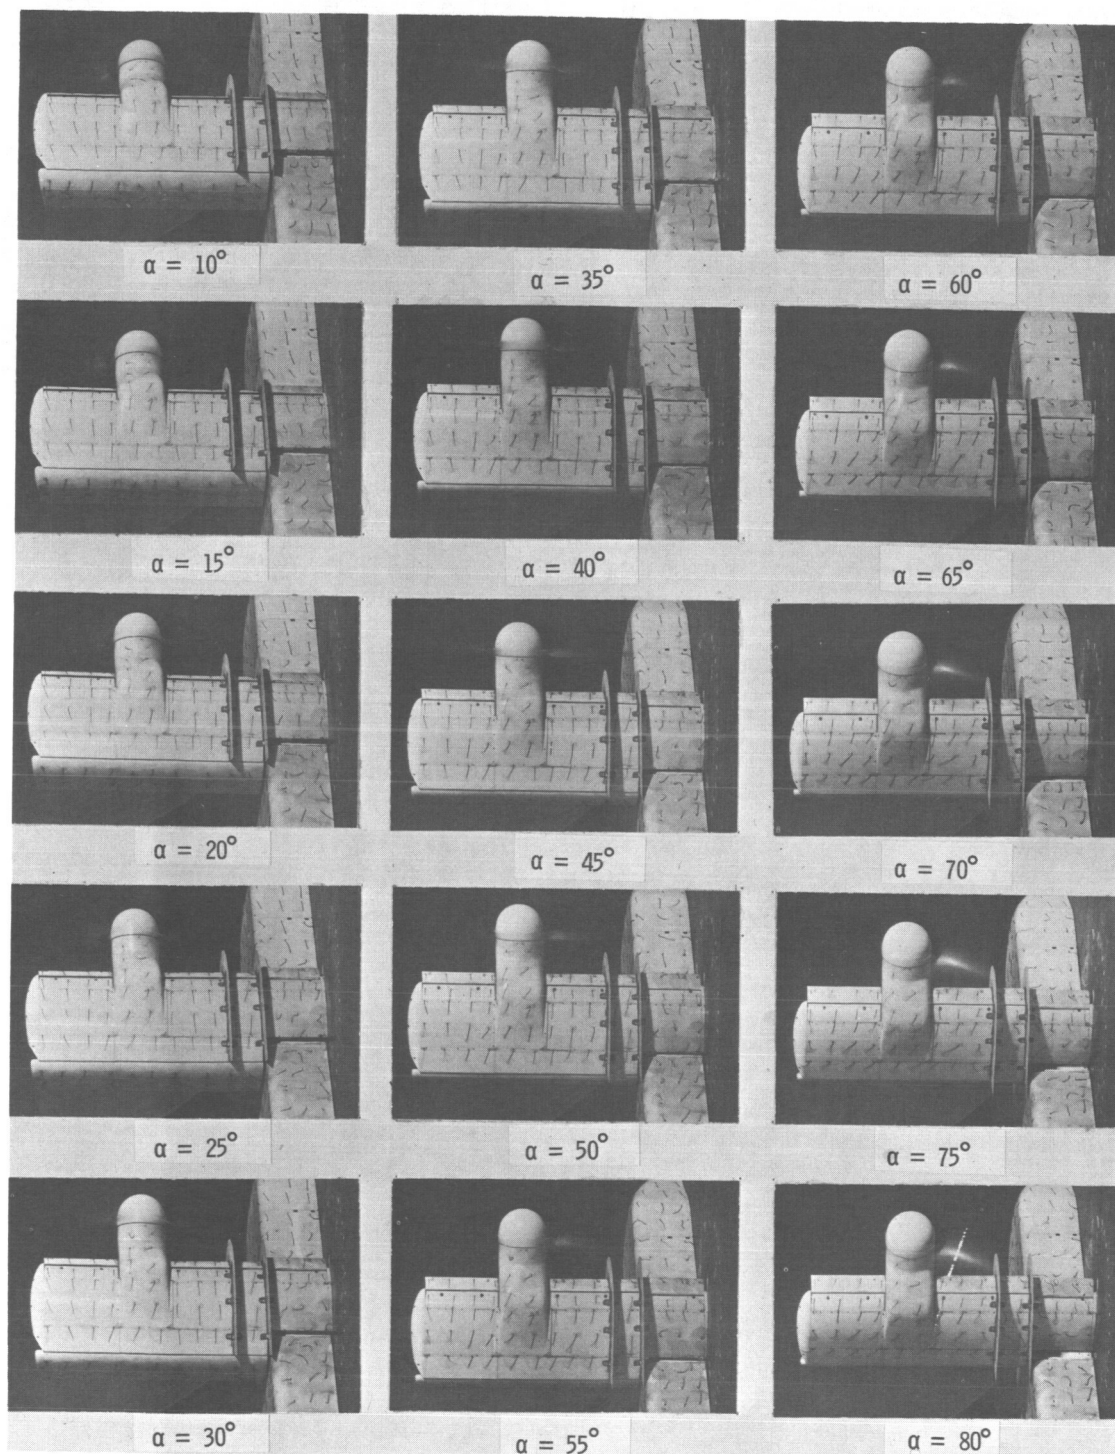 α = 10°
α = 35°
α = 60°
α = 15°
α = 40°
α = 65°
α = 20°
α = 45°
α = 70°
α = 25°
α = 50°
α = 75°
α = 30°
α = 55°
α = 80°